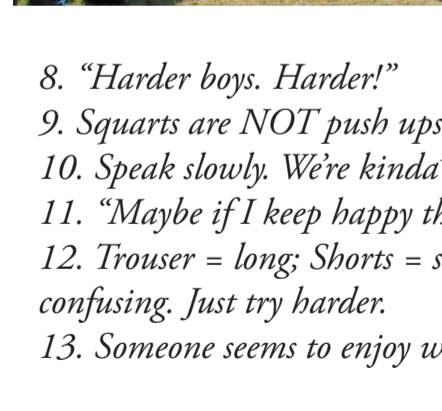 8. “Harder boys. Harder!”
9. Squarts are NOT push ups
10. Speak slowly. We’re kinda’
11. “Maybe if I keep happy th
12. Trouser = long; Shorts = s
confusing. Just try harder.
13. Someone seems to enjoy w